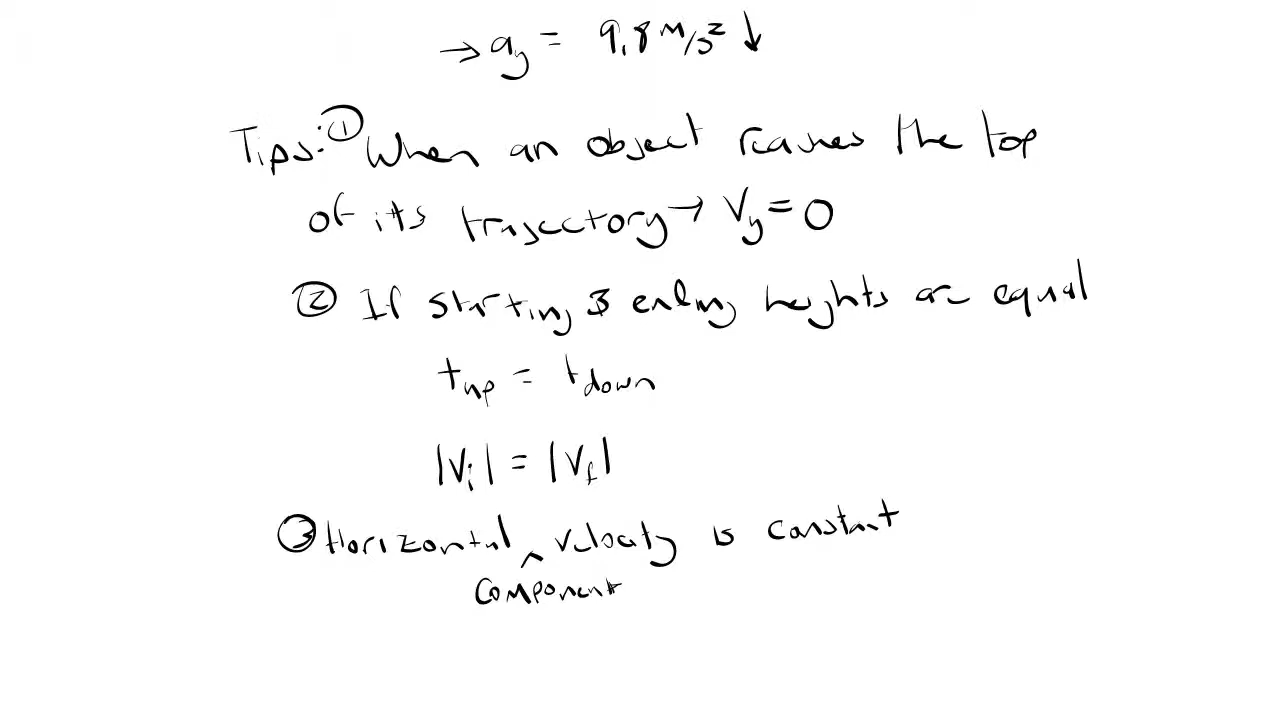 → ay = 9.8 m/s² ↓
Tips: ① When an object reaches the top
of its trajectory → Vy = 0
② If starting & ending heights are equal
tup = tdown
|Vi| = |Vf|
③ Horizontal ^ velocity is constant
component